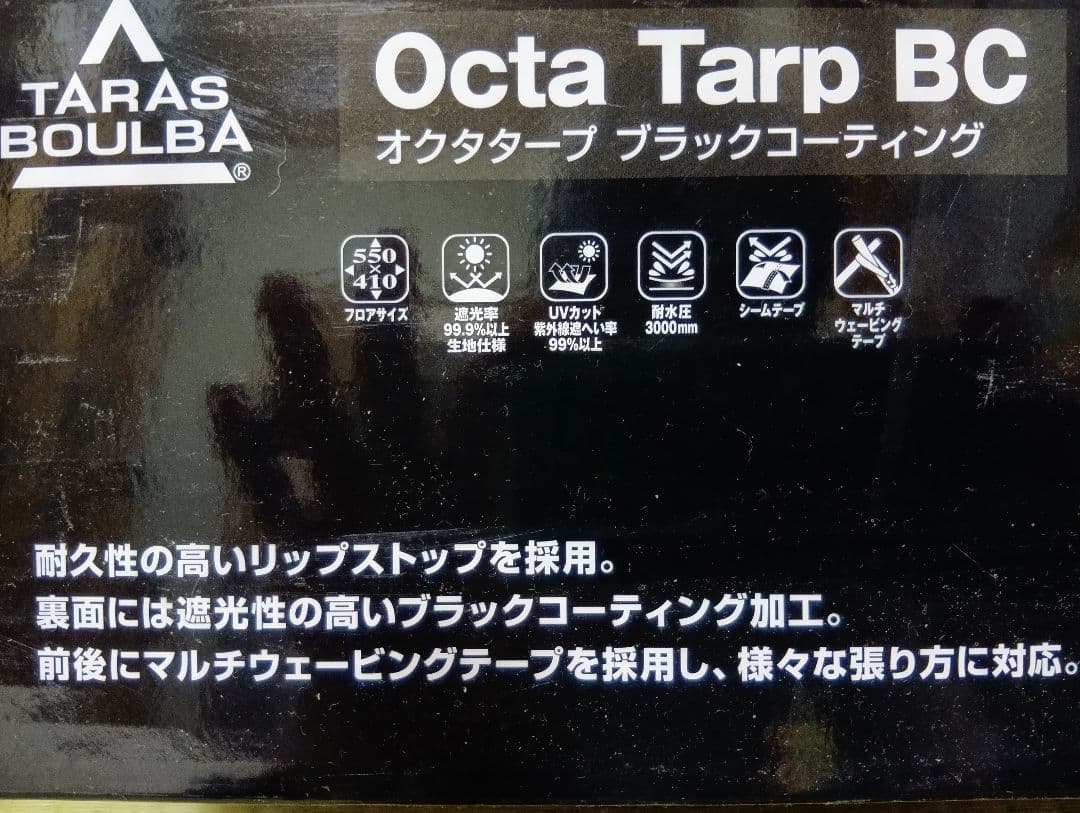 TARAS
BOULBA®
Octa Tarp BC
オクタタープ ブラックコーティング
550
×
410
フロアサイズ
遮光率
99.9%以上
生地仕様
UVカット
紫外線遮へい率
99%以上
耐水圧
3000mm
シームテープ
マルチ
ウェービング
テープ
耐久性の高いリップストップを採用。
裏面には遮光性の高いブラックコーティング加工。
前後にマルチウェービングテープを採用し、様々な張り方に対応。